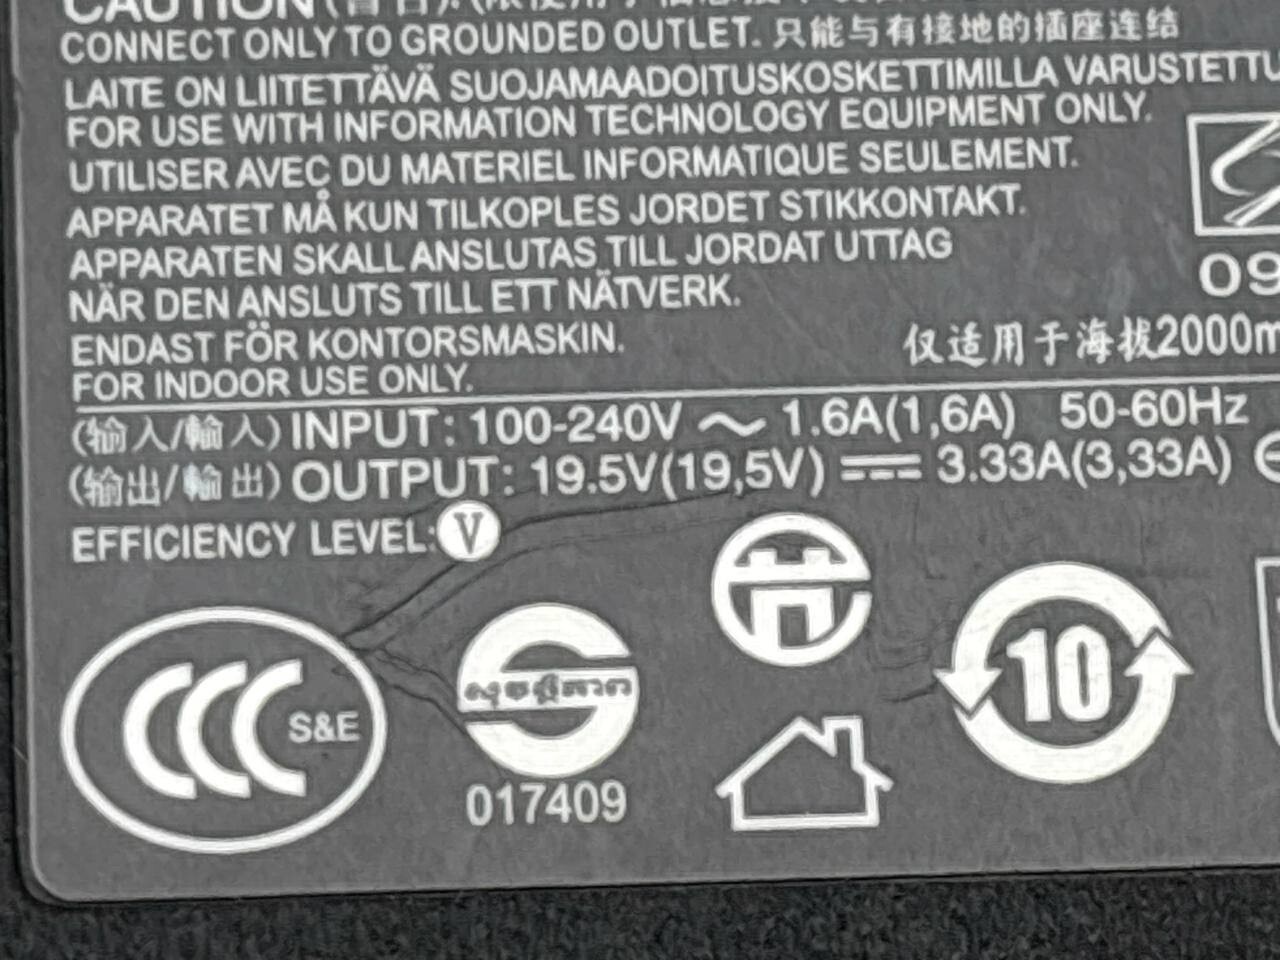 CAUTION (警告):
CONNECT ONLY TO GROUNDED OUTLET. 只能与有接地的插座连结
LAITE ON LIITETTÄVÄ SUOJAMAADOITUSKOSKETTIMILLA VARUSTETTU
FOR USE WITH INFORMATION TECHNOLOGY EQUIPMENT ONLY.
UTILISER AVEC DU MATERIEL INFORMATIQUE SEULEMENT.
APPARATET MÅ KUN TILKOPLES JORDET STIKKONTAKT.
APPARATEN SKALL ANSLUTAS TILL JORDAT UTTAG
NÄR DEN ANSLUTS TILL ETT NÄTVERK.
09
ENDAST FÖR KONTORSMASKIN.
仅适用于海拔2000m
FOR INDOOR USE ONLY.
(输入/輸入) INPUT: 100-240V ～ 1.6A(1,6A) 50-60Hz
(输出/輸出) OUTPUT: 19.5V(19,5V) ⎓ 3.33A(3,33A)
EFFICIENCY LEVEL: V
CCC S&E
017409
10